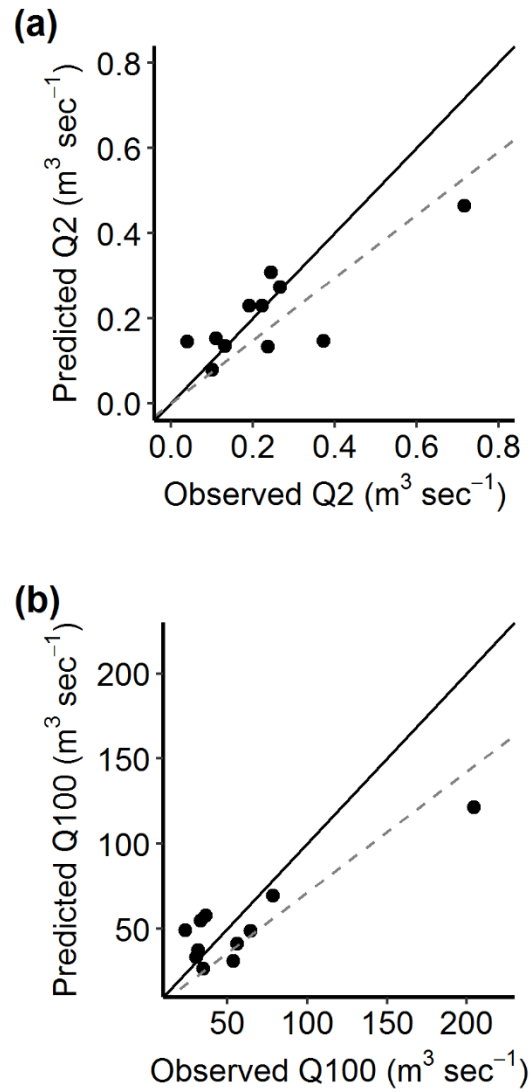 (a)
Predicted Q2 (m³ sec⁻¹)
0.8
0.6
0.4
0.2
0.0
0.0 0.2 0.4 0.6 0.8
Observed Q2 (m³ sec⁻¹)
(b)
Predicted Q100 (m³ sec⁻¹)
200
150
100
50
50 100 150 200
Observed Q100 (m³ sec⁻¹)